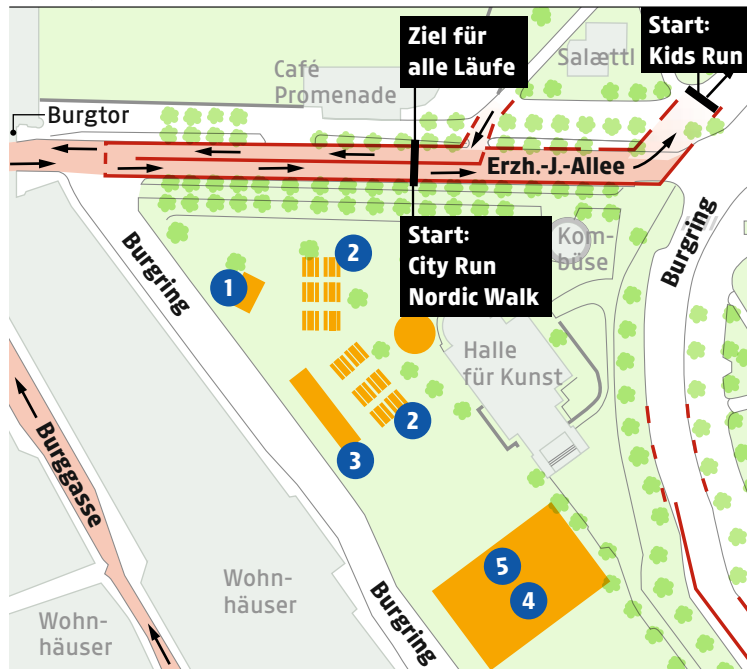 Ziel für
alle Läufe
Start:
Kids Run
Salættl
Café
Promenade
Burgtor
Erzh.-J.-Allee
Start:
City Run
Nordic Walk
Kom-
büse
Burgring
Burgring
1
2
Halle
für Kunst
2
3
Burggasse
5
4
Wohn-
häuser
Wohn-
häuser
Burgring